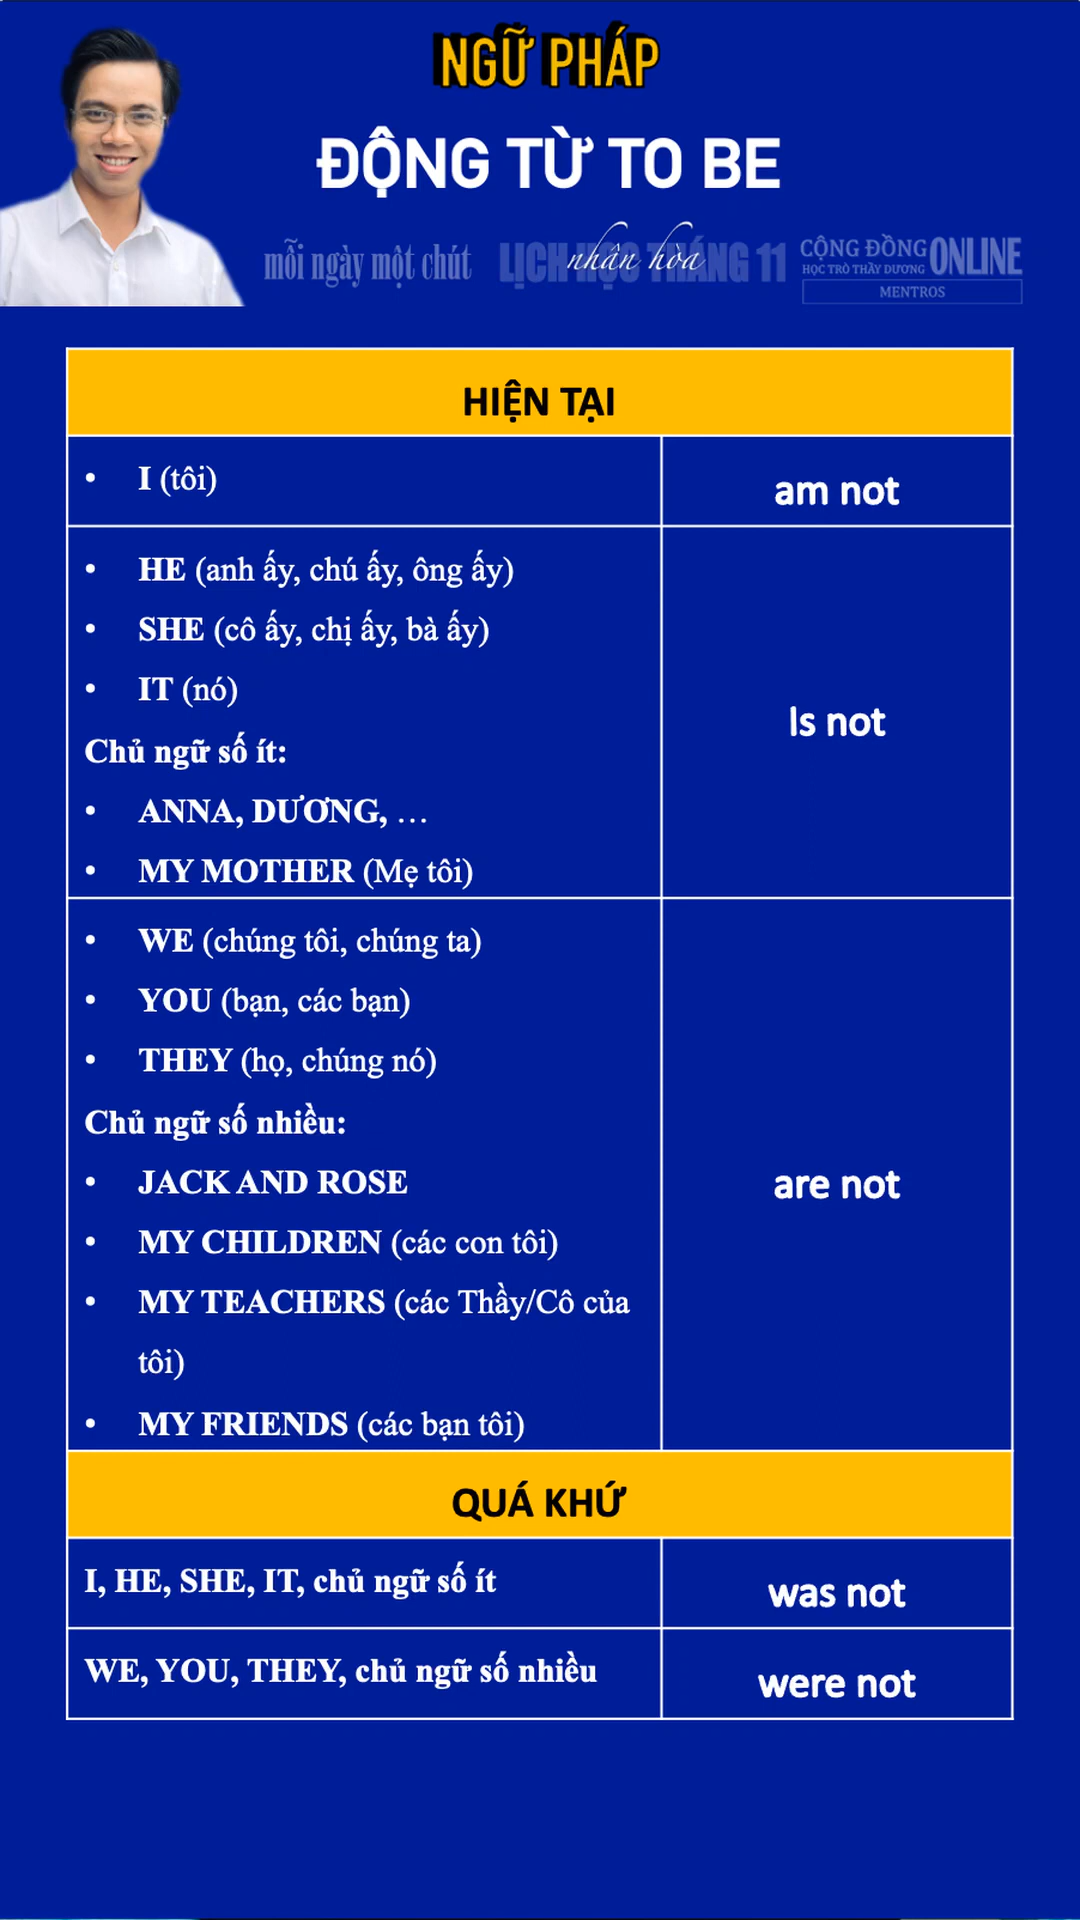 NGỮ PHÁP
ĐỘNG TỪ TO BE
mỗi ngày một chút
LỊCH HỌC THÁNG 11
nhân hòa
CỘNG ĐỒNG ONLINE
HỌC TRÒ THẦY DƯƠNG
MENTROS
HIỆN TẠI
• I (tôi)
am not
• HE (anh ấy, chú ấy, ông ấy)
• SHE (cô ấy, chị ấy, bà ấy)
• IT (nó)
Chủ ngữ số ít:
• ANNA, DƯƠNG, …
• MY MOTHER (Mẹ tôi)
Is not
• WE (chúng tôi, chúng ta)
• YOU (bạn, các bạn)
• THEY (họ, chúng nó)
Chủ ngữ số nhiều:
• JACK AND ROSE
• MY CHILDREN (các con tôi)
• MY TEACHERS (các Thầy/Cô của
tôi)
• MY FRIENDS (các bạn tôi)
are not
QUÁ KHỨ
I, HE, SHE, IT, chủ ngữ số ít
was not
WE, YOU, THEY, chủ ngữ số nhiều
were not